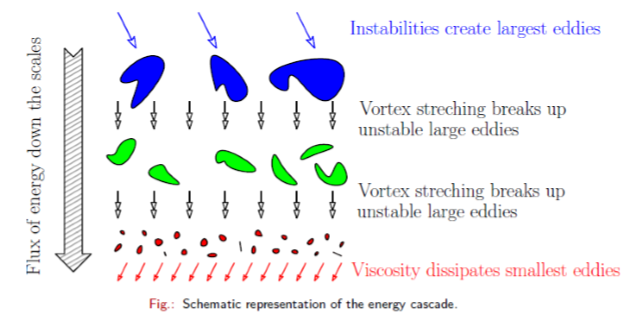 Instabilities create largest eddies
Flux of energy down the scales
Vortex streching breaks up
unstable large eddies
Vortex streching breaks up
unstable large eddies
Viscosity dissipates smallest eddies
Fig.: Schematic representation of the energy cascade.